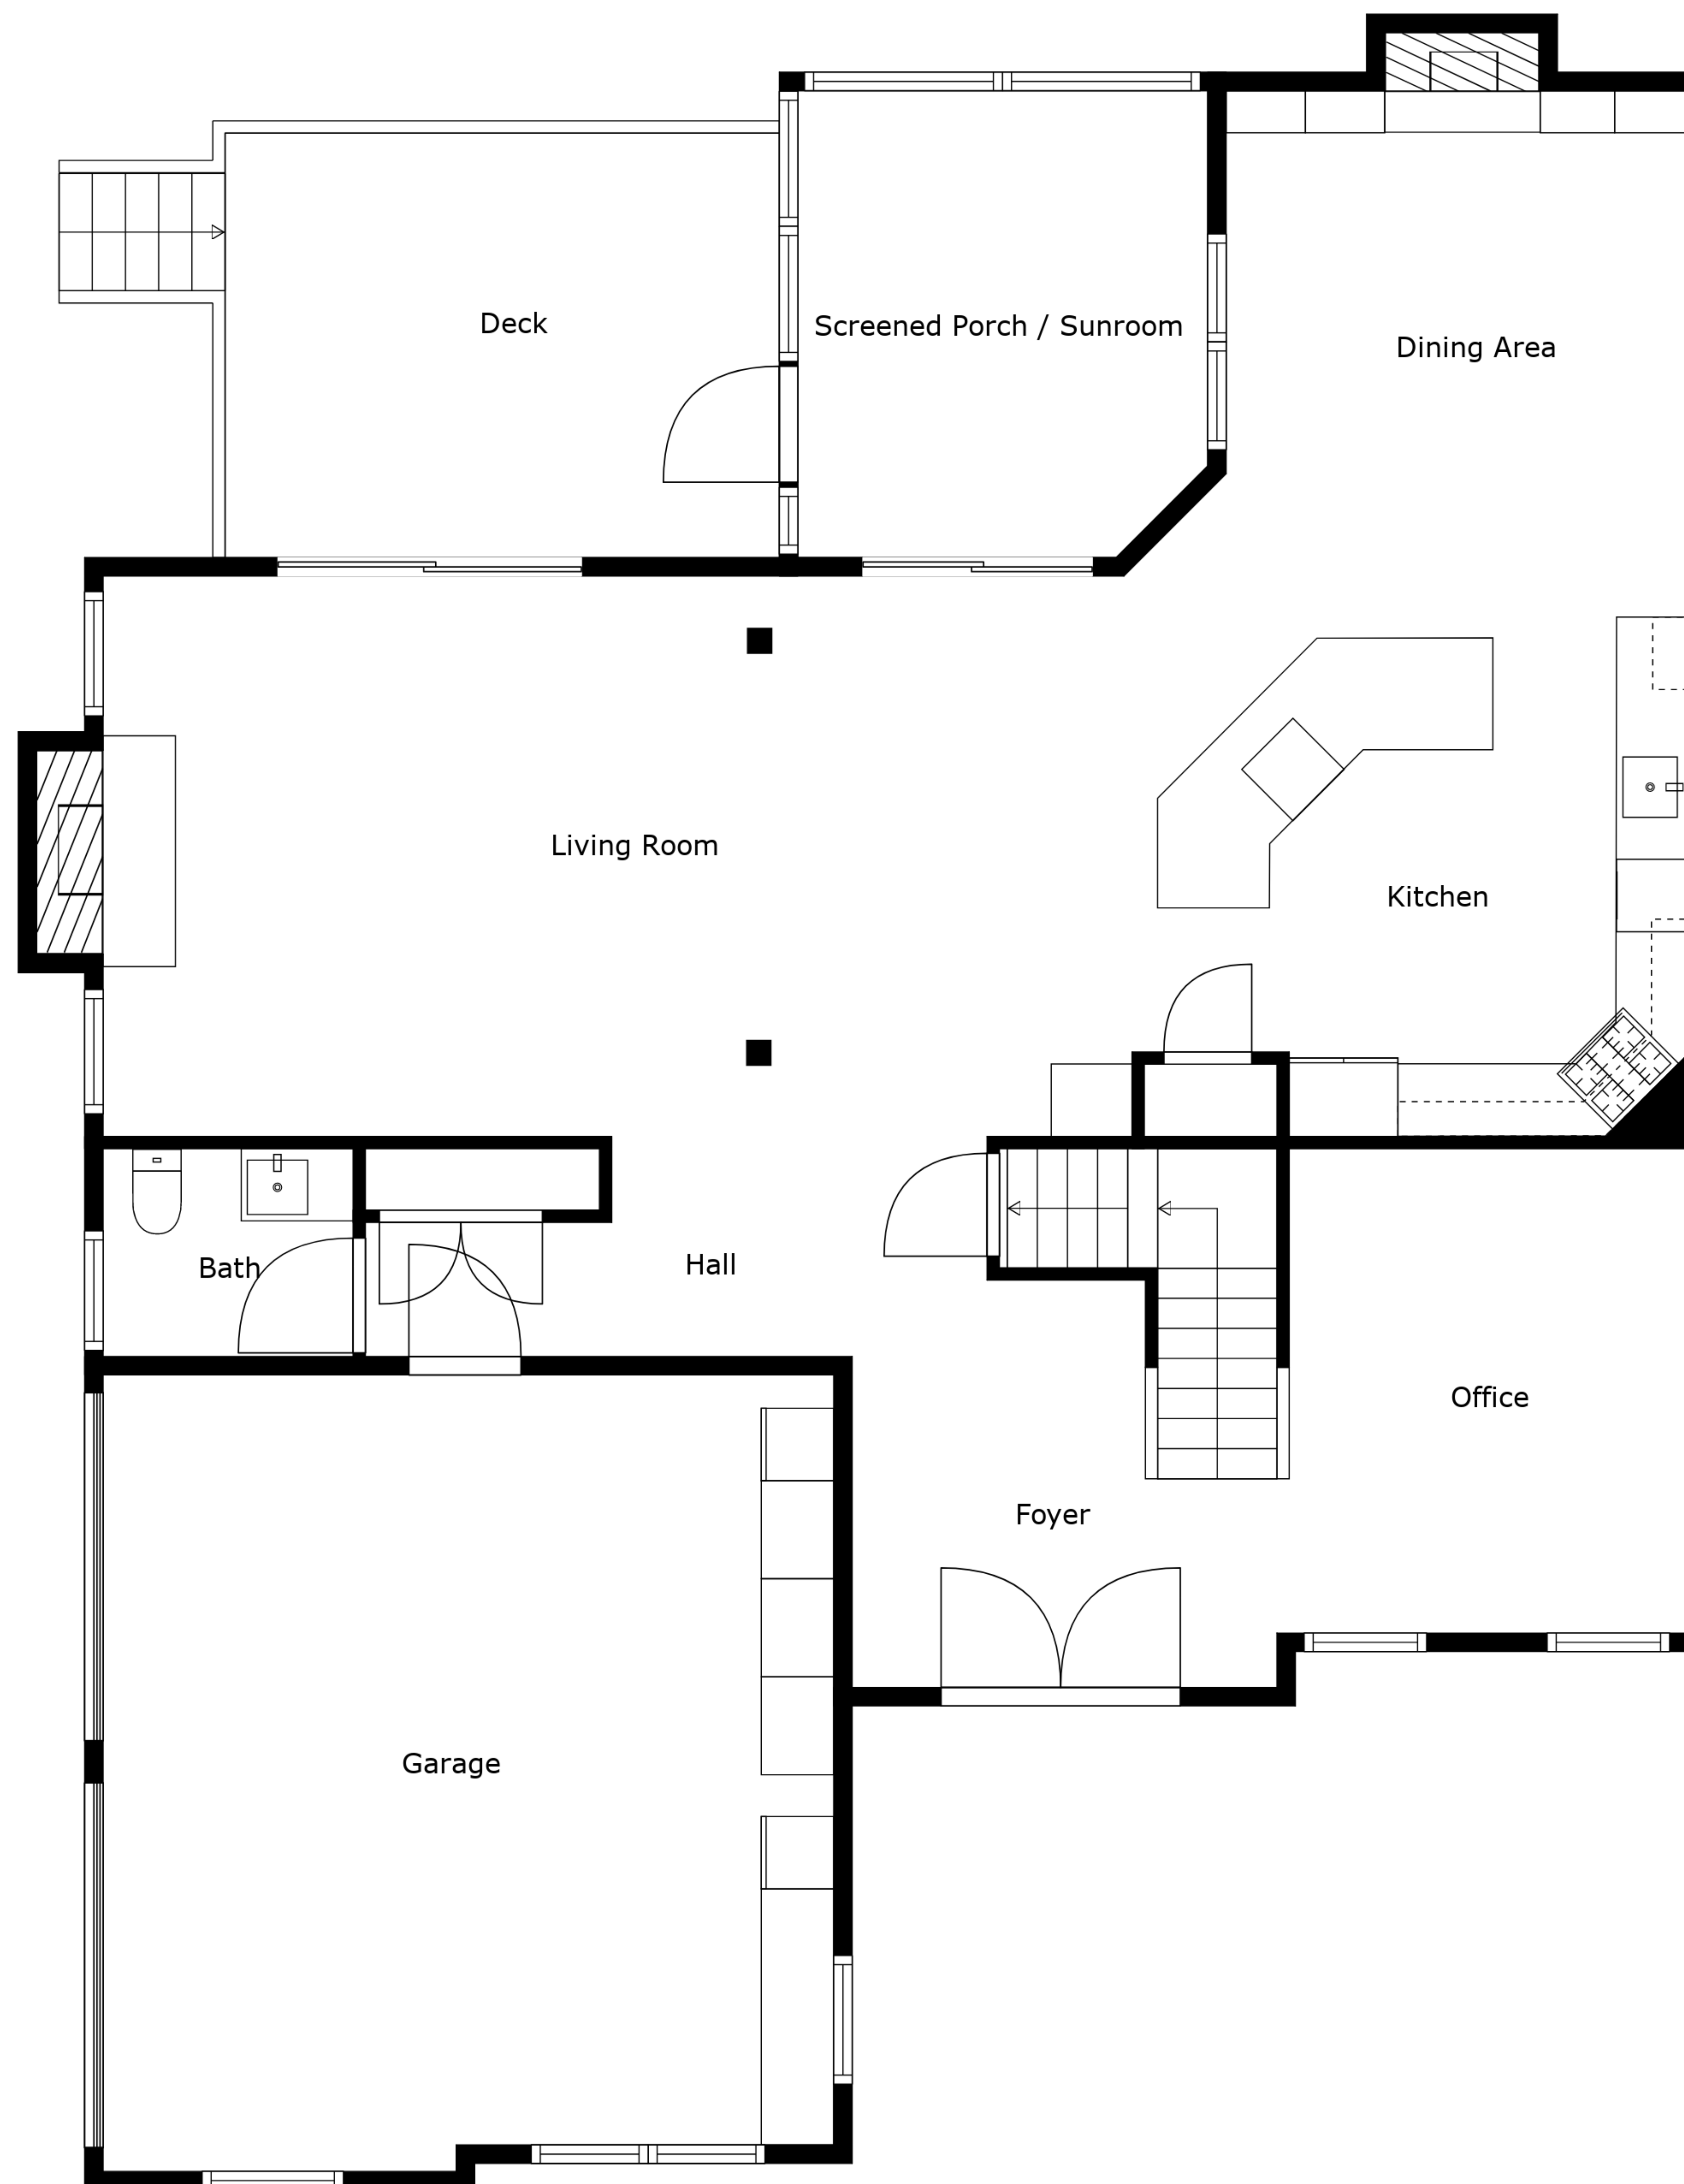 Deck
Screened Porch / Sunroom
Dining Area
Living Room
Kitchen
Bath
Hall
Office
Foyer
Garage